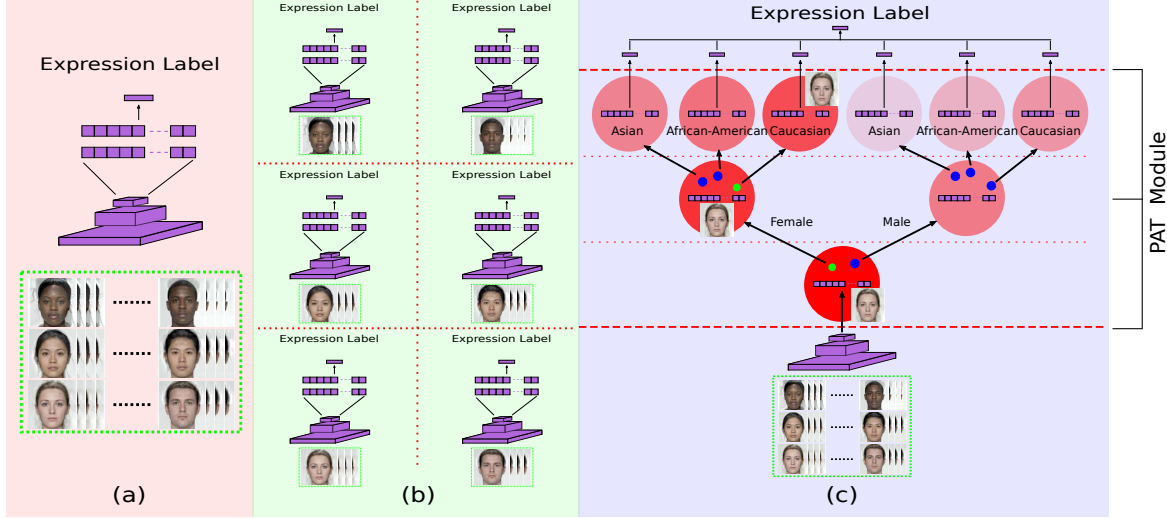 Expression Label
(a)
Expression Label
Expression Label
Expression Label
Expression Label
Expression Label
Expression Label
(b)
Expression Label
Asian
African-American
Caucasian
Asian
African-American
Caucasian
Female
Male
(c)
PAT Module